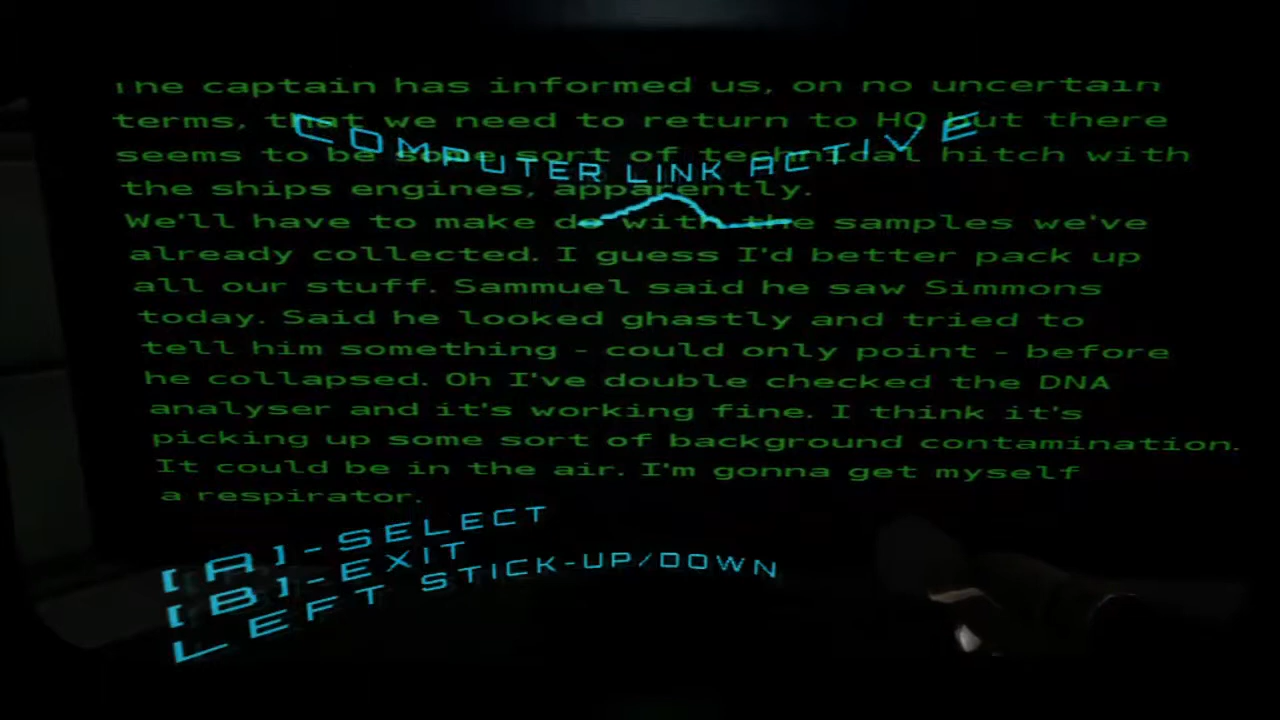 The captain has informed us, on no uncertain
terms, that we need to return to HQ but there
COMPUTER LINK ACTIVE
seems to be some sort of technical hitch with
the ships engines, apparently.
We'll have to make do with the samples we've
already collected. I guess I'd better pack up
all our stuff. Sammuel said he saw Simmons
today. Said he looked ghastly and tried to
tell him something - could only point - before
he collapsed. Oh I've double checked the DNA
analyser and it's working fine. I think it's
picking up some sort of background contamination.
It could be in the air. I'm gonna get myself
a respirator.
[A]-SELECT
[B]-EXIT
LEFT STICK-UP/DOWN